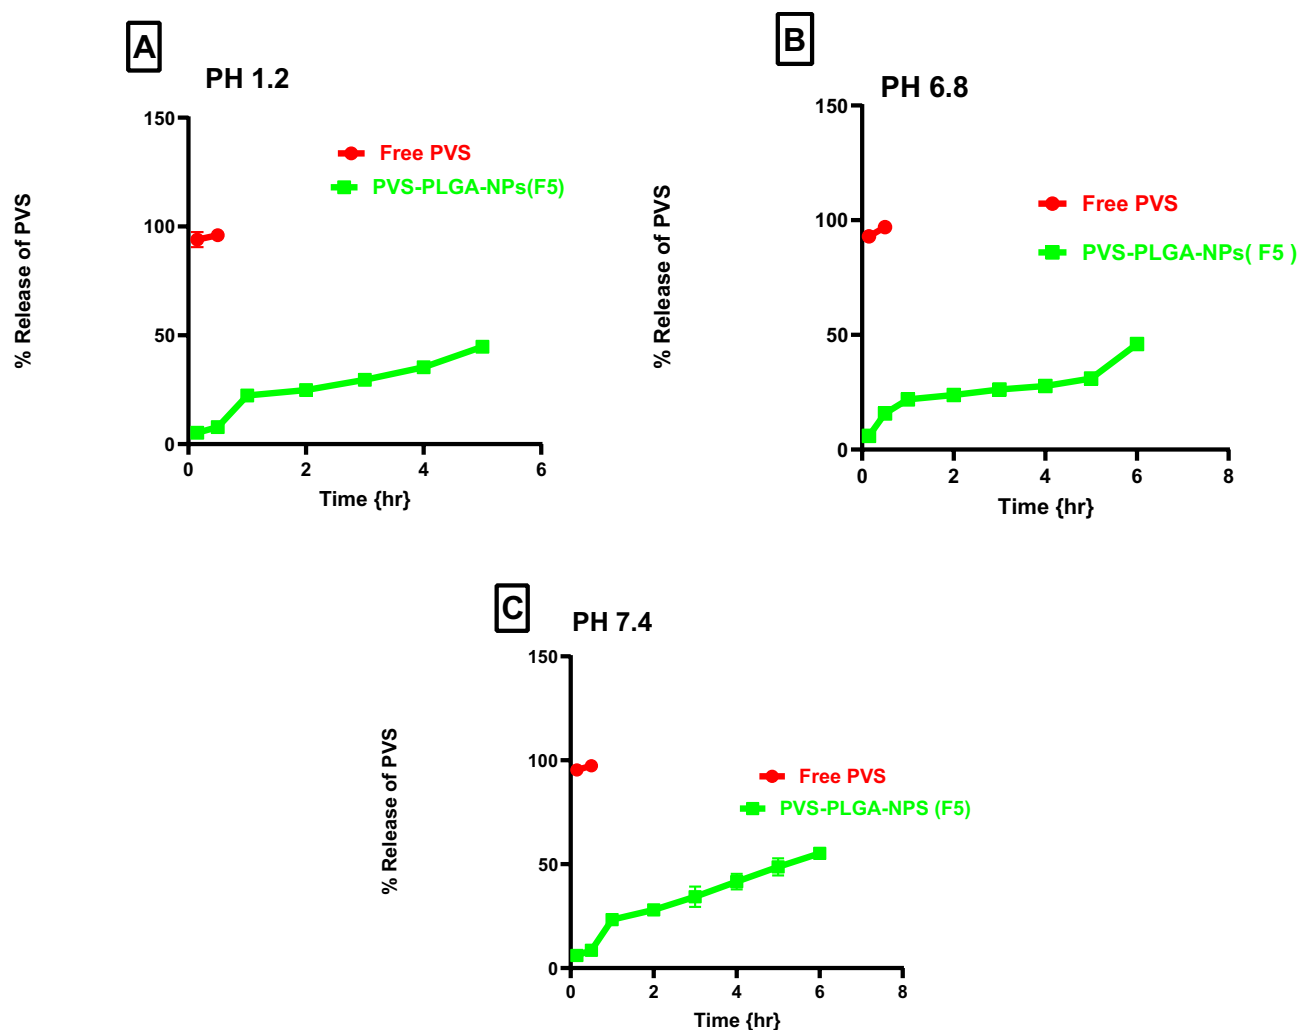 A
PH 1.2
% Release of PVS
150
100
50
0
Free PVS
PVS-PLGA-NPs(F5)
0 2 4 6
Time {hr}
B
PH 6.8
% Release of PVS
150
100
50
0
Free PVS
PVS-PLGA-NPs( F5 )
0 2 4 6 8
Time {hr}
C
PH 7.4
% Release of PVS
150
100
50
0
Free PVS
PVS-PLGA-NPS (F5)
0 2 4 6 8
Time {hr}